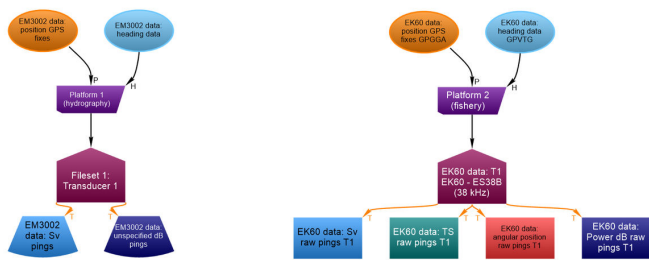 EM3002 data:
position GPS
fixes
EM3002 data:
heading data
P
H
Platform 1
(hydrography)
Fileset 1:
Transducer 1
T
T
EM3002
data: Sv
pings
EM3002 data:
unspecified dB
pings
EK60 data:
position GPS
fixes GPGGA
EK60 data:
heading data
GPVTG
P
H
Platform 2
(fishery)
EK60 data: T1
EK60 - ES38B
(38 kHz)
T
T
T
T
EK60 data: Sv
raw pings T1
EK60 data: TS
raw pings T1
EK60 data:
angular position
raw pings T1
EK60 data:
Power dB raw
pings T1